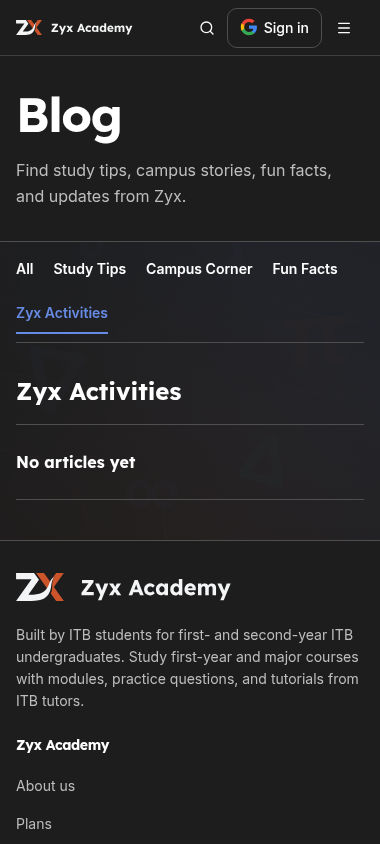 Zyx Academy
Sign in
Blog
Find study tips, campus stories, fun facts,
and updates from Zyx.
All Study Tips Campus Corner Fun Facts
Zyx Activities
Zyx Activities
No articles yet
Zyx Academy
Built by ITB students for first- and second-year ITB
undergraduates. Study first-year and major courses
with modules, practice questions, and tutorials from
ITB tutors.
Zyx Academy
About us
Plans